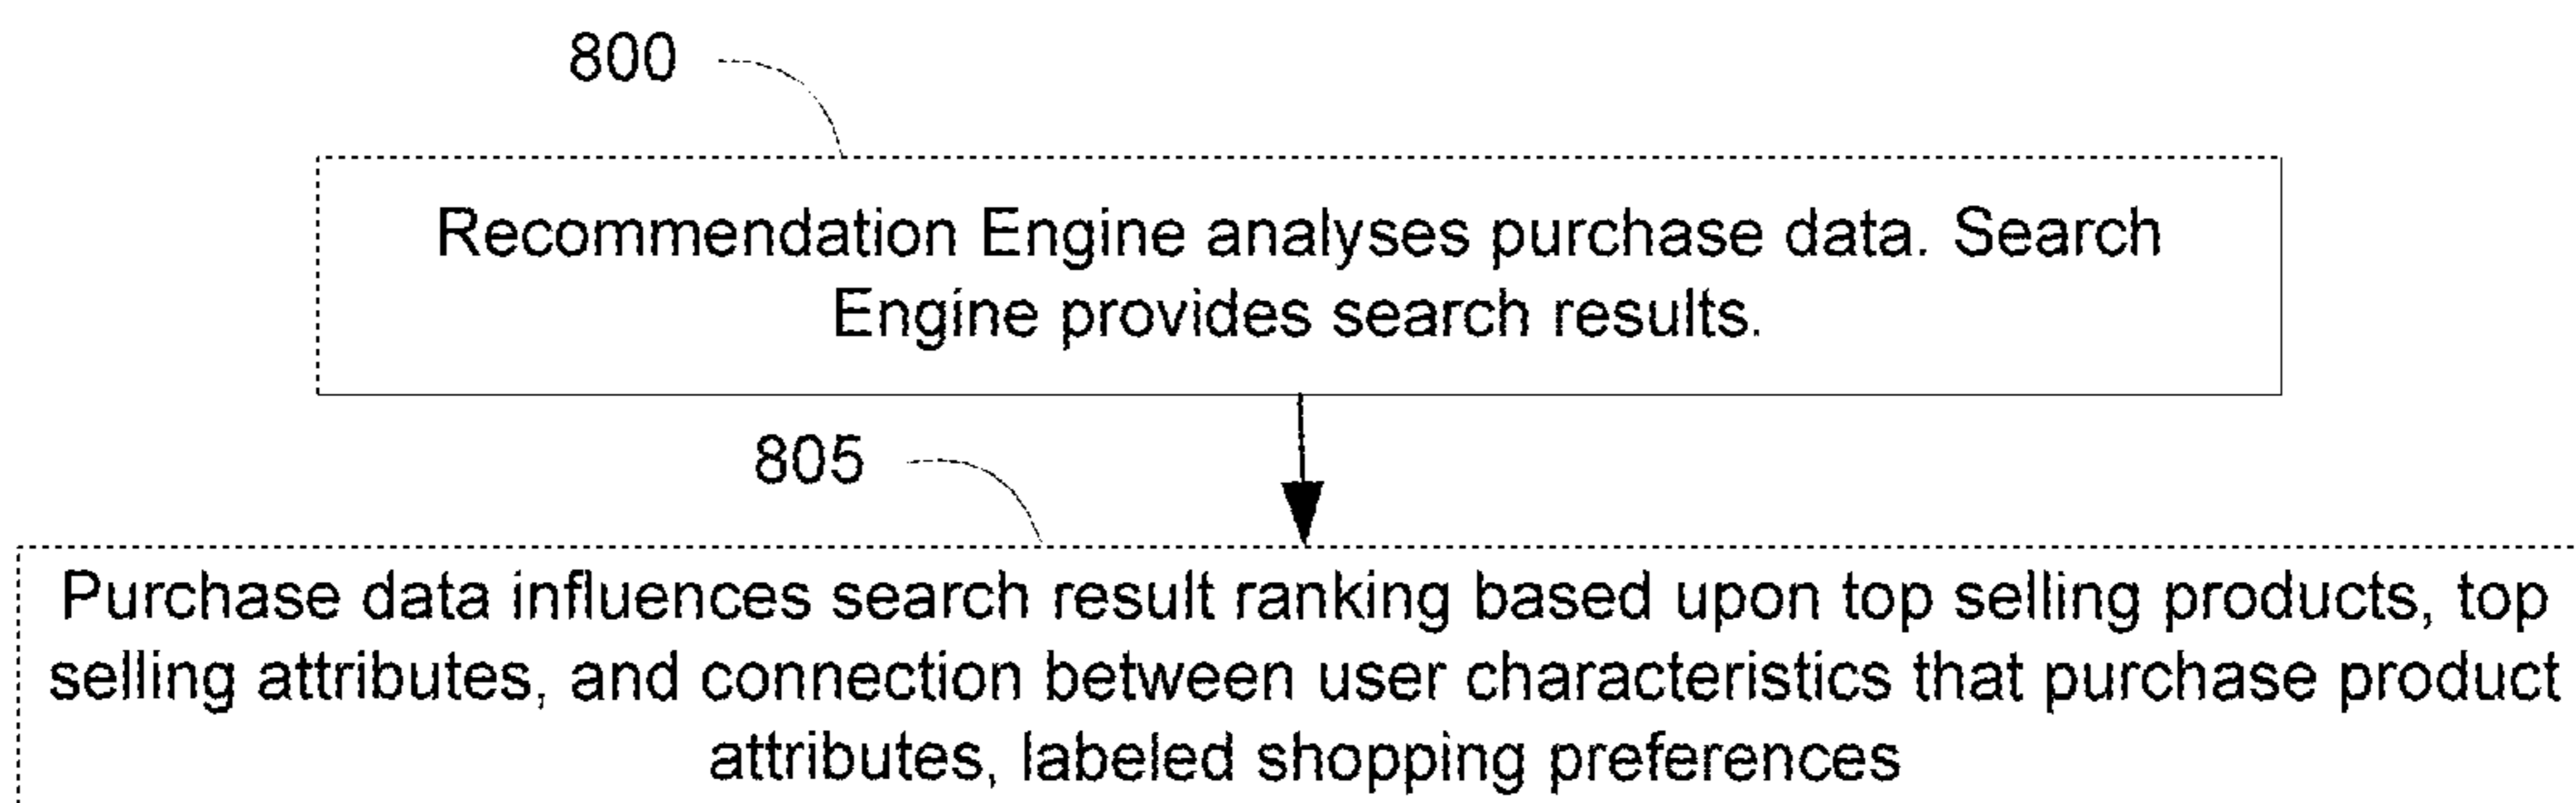 800
Recommendation Engine analyses purchase data. Search
Engine provides search results.
805
Purchase data influences search result ranking based upon top selling products, top
selling attributes, and connection between user characteristics that purchase product
attributes, labeled shopping preferences